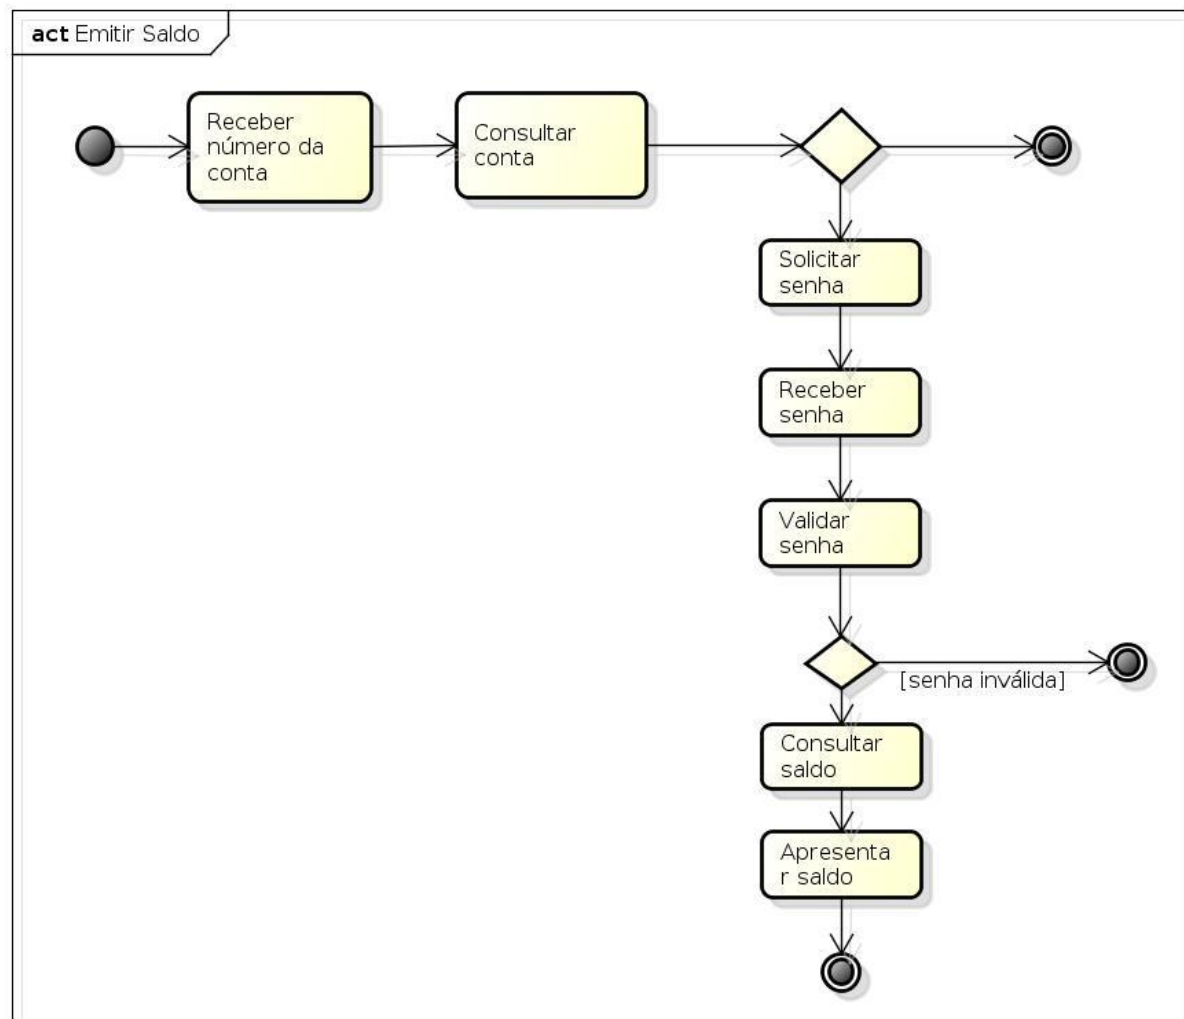 act Emitir Saldo
Receber
número da
conta
Consultar
conta
Solicitar
senha
Receber
senha
Validar
senha
[senha inválida]
Consultar
saldo
Apresenta
r saldo